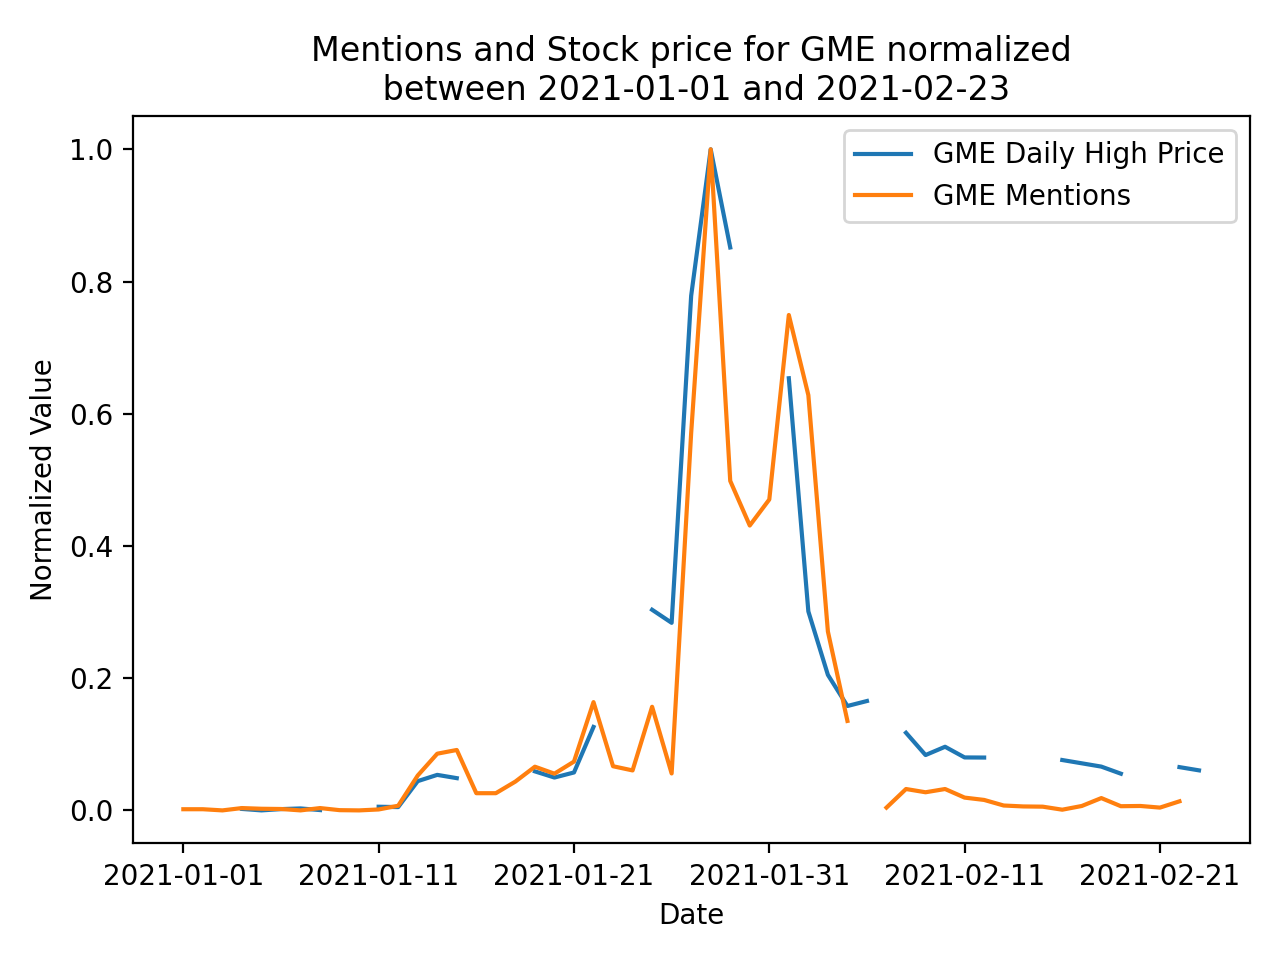 Mentions and Stock price for GME normalized
between 2021-01-01 and 2021-02-23
GME Daily High Price
GME Mentions
Normalized Value
1.0
0.8
0.6
0.4
0.2
0.0
2021-01-01
2021-01-11
2021-01-21
2021-01-31
2021-02-11
2021-02-21
Date